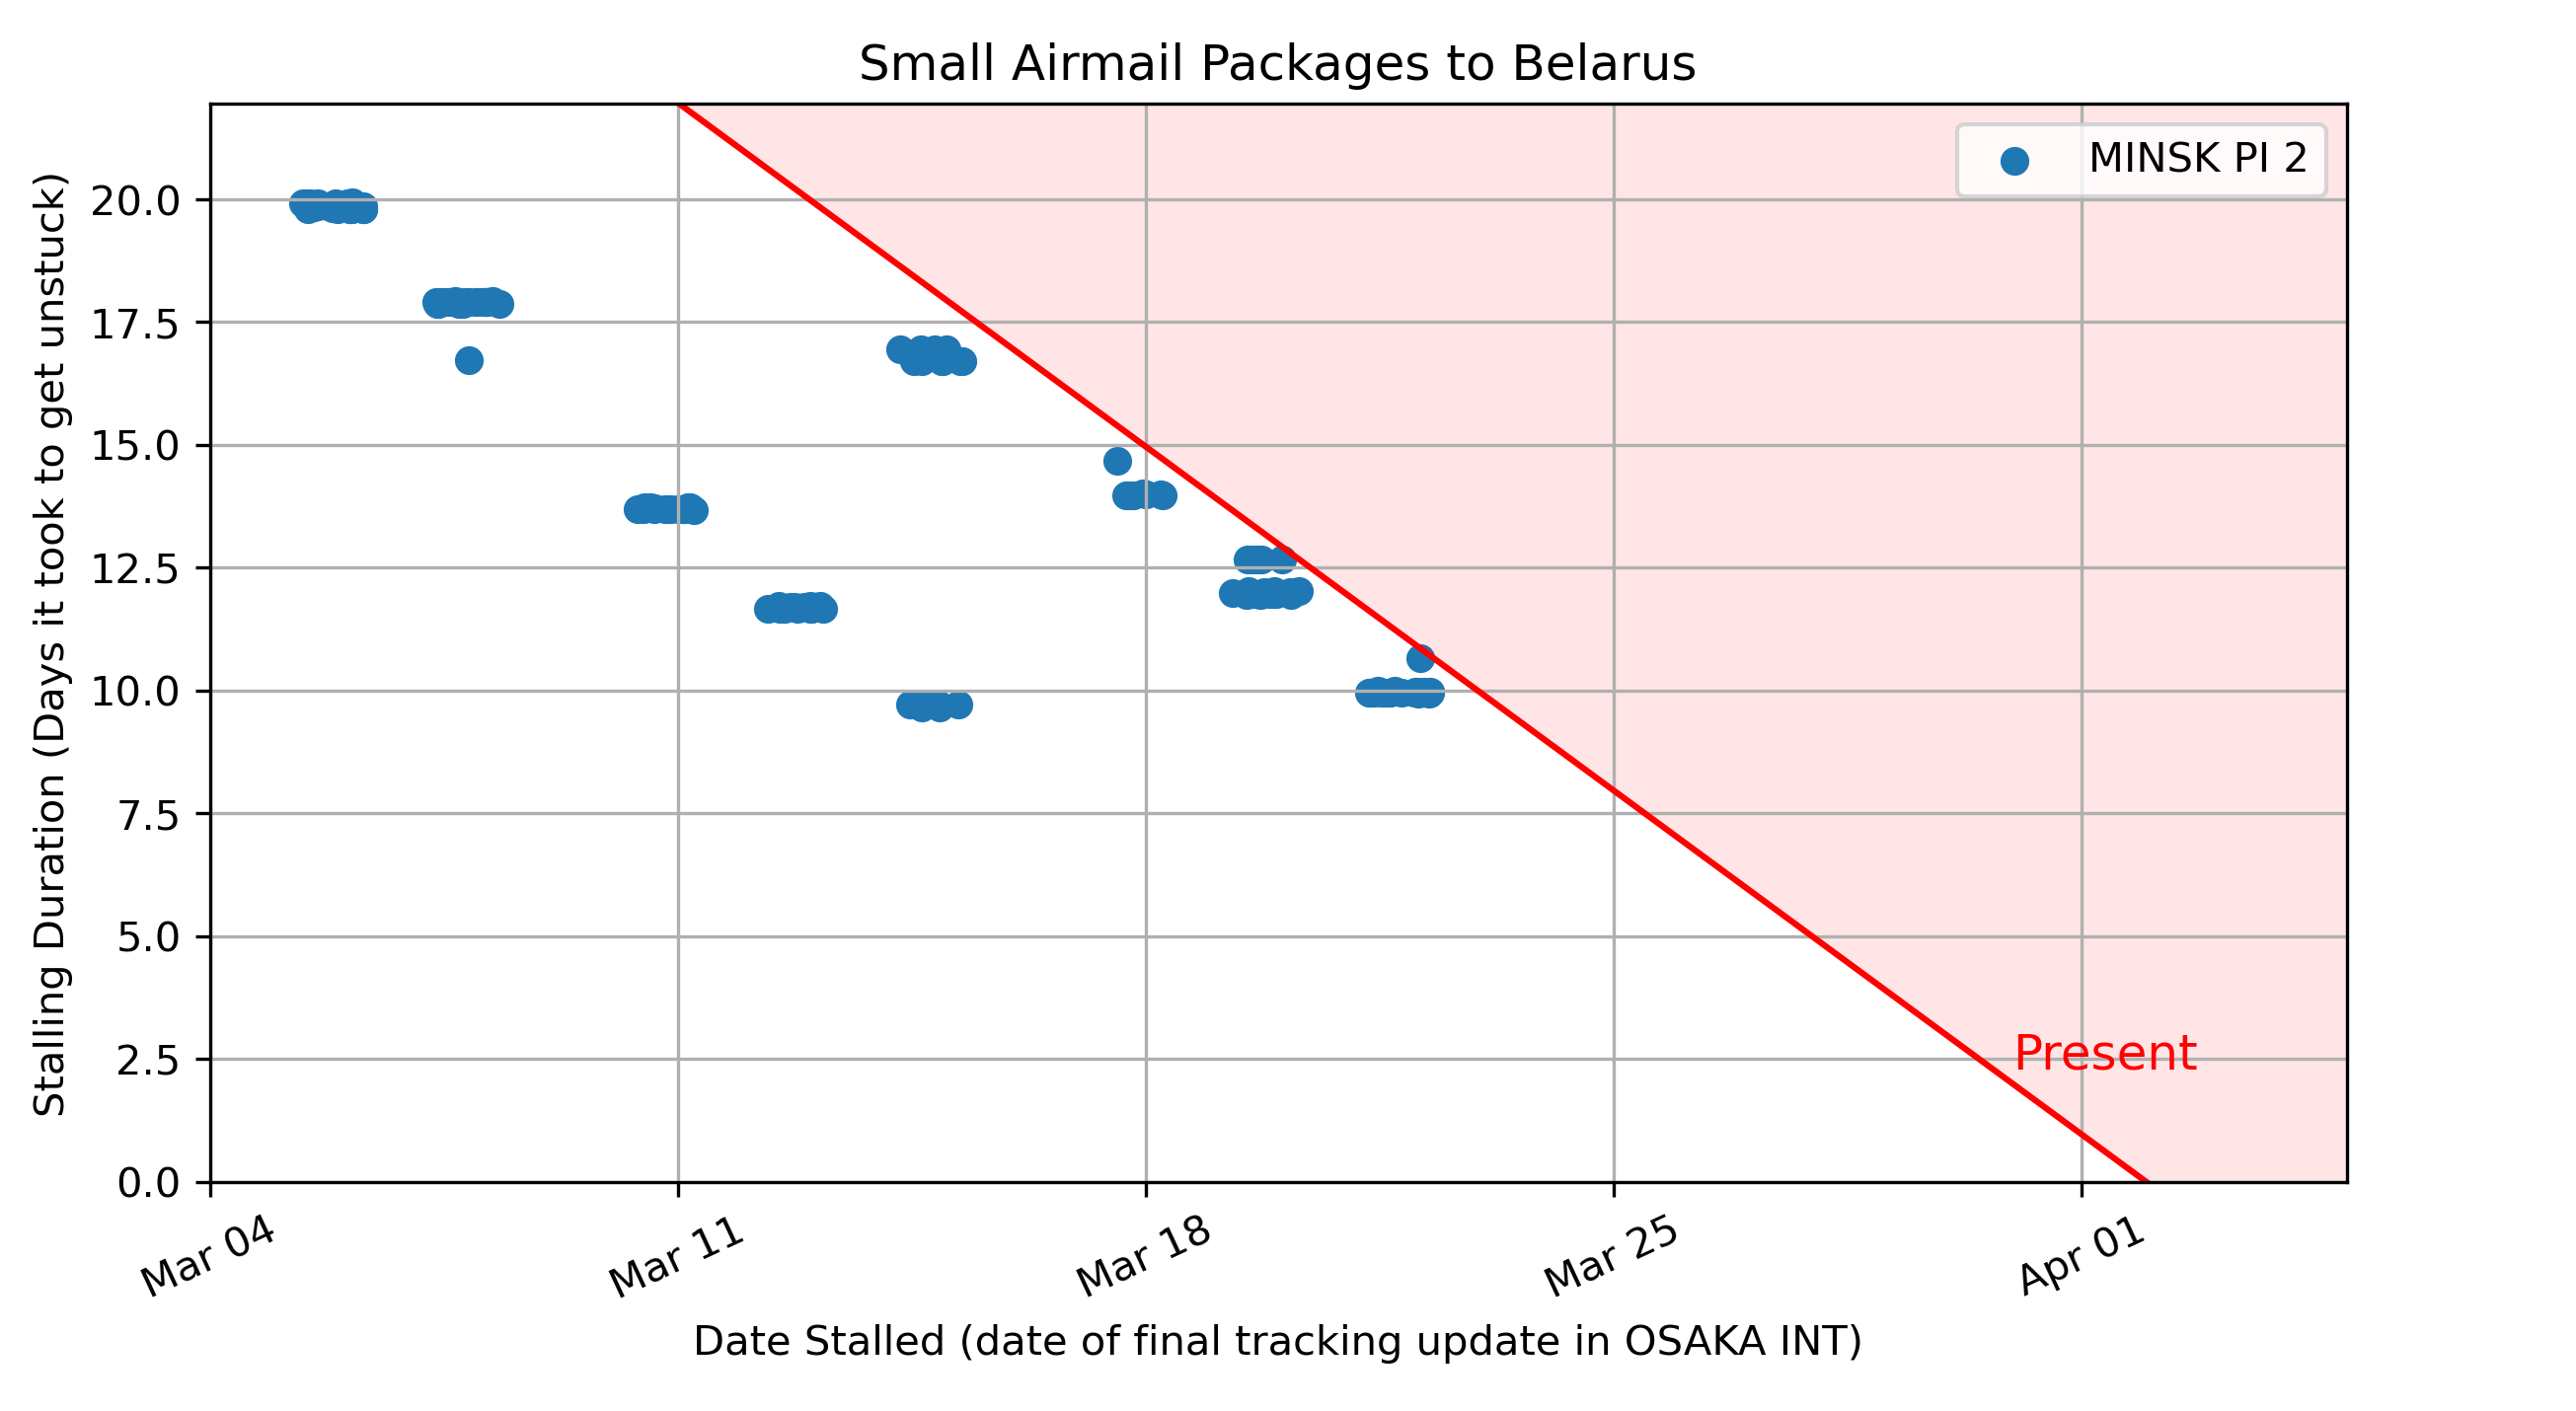 Small Airmail Packages to Belarus
MINSK PI 2
Stalling Duration (Days it took to get unstuck)
20.0
17.5
15.0
12.5
10.0
7.5
5.0
2.5
0.0
Present
Mar 04
Mar 11
Mar 18
Mar 25
Apr 01
Date Stalled (date of final tracking update in OSAKA INT)